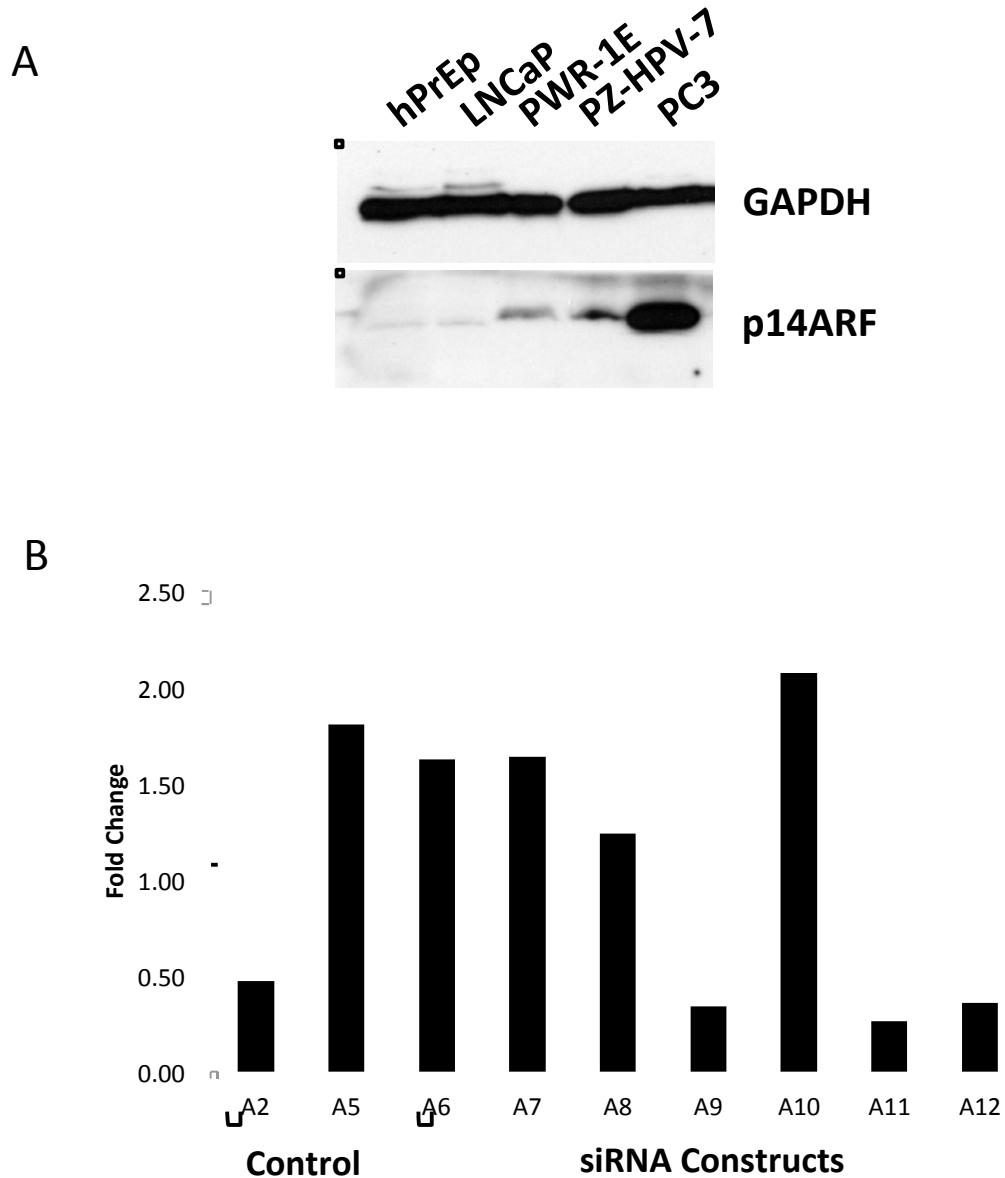 A
hPrEp LNCaP PWR-1E PZ-HPV-7 PC3
GAPDH
p14ARF
B
2.50
2.00
1.50
1.00
0.50
0.00
Fold Change
A2 A5 A6 A7 A8 A9 A10 A11 A12
Control siRNA Constructs